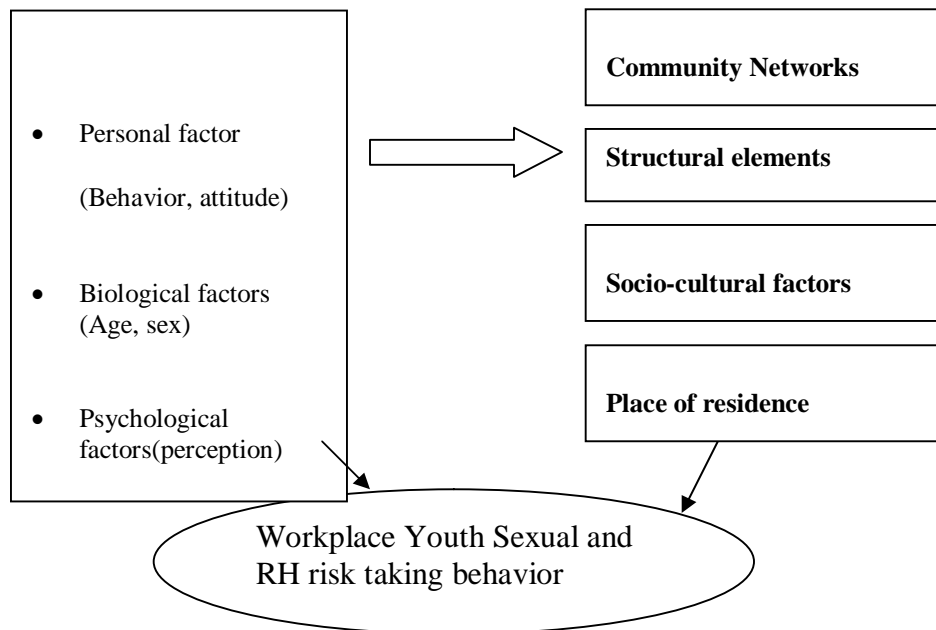 • Personal factor
(Behavior, attitude)
• Biological factors
(Age, sex)
• Psychological
factors(perception)
Community Networks
Structural elements
Socio-cultural factors
Place of residence
Workplace Youth Sexual and
RH risk taking behavior